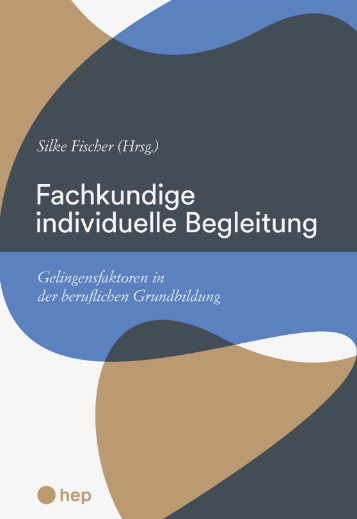 Silke Fischer (Hrsg.)
Fachkundige
individuelle Begleitung
Gelingensfaktoren in
der beruflichen Grundbildung
hep